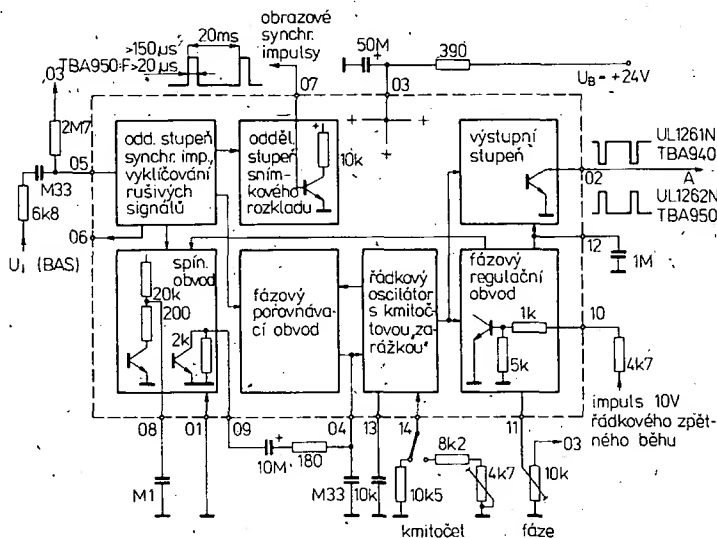 obrazové
synchr.
impulsy
>150µs
20ms
TBA950:F>20µs
50M
+
390
U_B = +24V
03
07
03
2M7
odd. stupeň
synchr. imp.,
vyklíčování
rušivých
signálů
odděl.
stupeň
sním-
kového
rozkladu
+
10k
+
+
+
výstupní
stupeň
UL1261N
TBA940
02
A
UL1262N
TBA950
05
M33
6k8
06
U_i (BAS)
12
1M
spín.
obvod
20k
200
2k
fázový
porovnáva-
cí obvod
řádkový
oscilátor
s kmitoč-
tovou „za-
rážkou"
fázový
regulační
obvod
1k
5k
10
4k7
impuls 10V
řádkového zpět-
ného běhu
08
01
09
04
13
14
11
03
10M
+
180
M1
M33
10k
10k5
8k2
4k7
10k
kmitočet
fáze